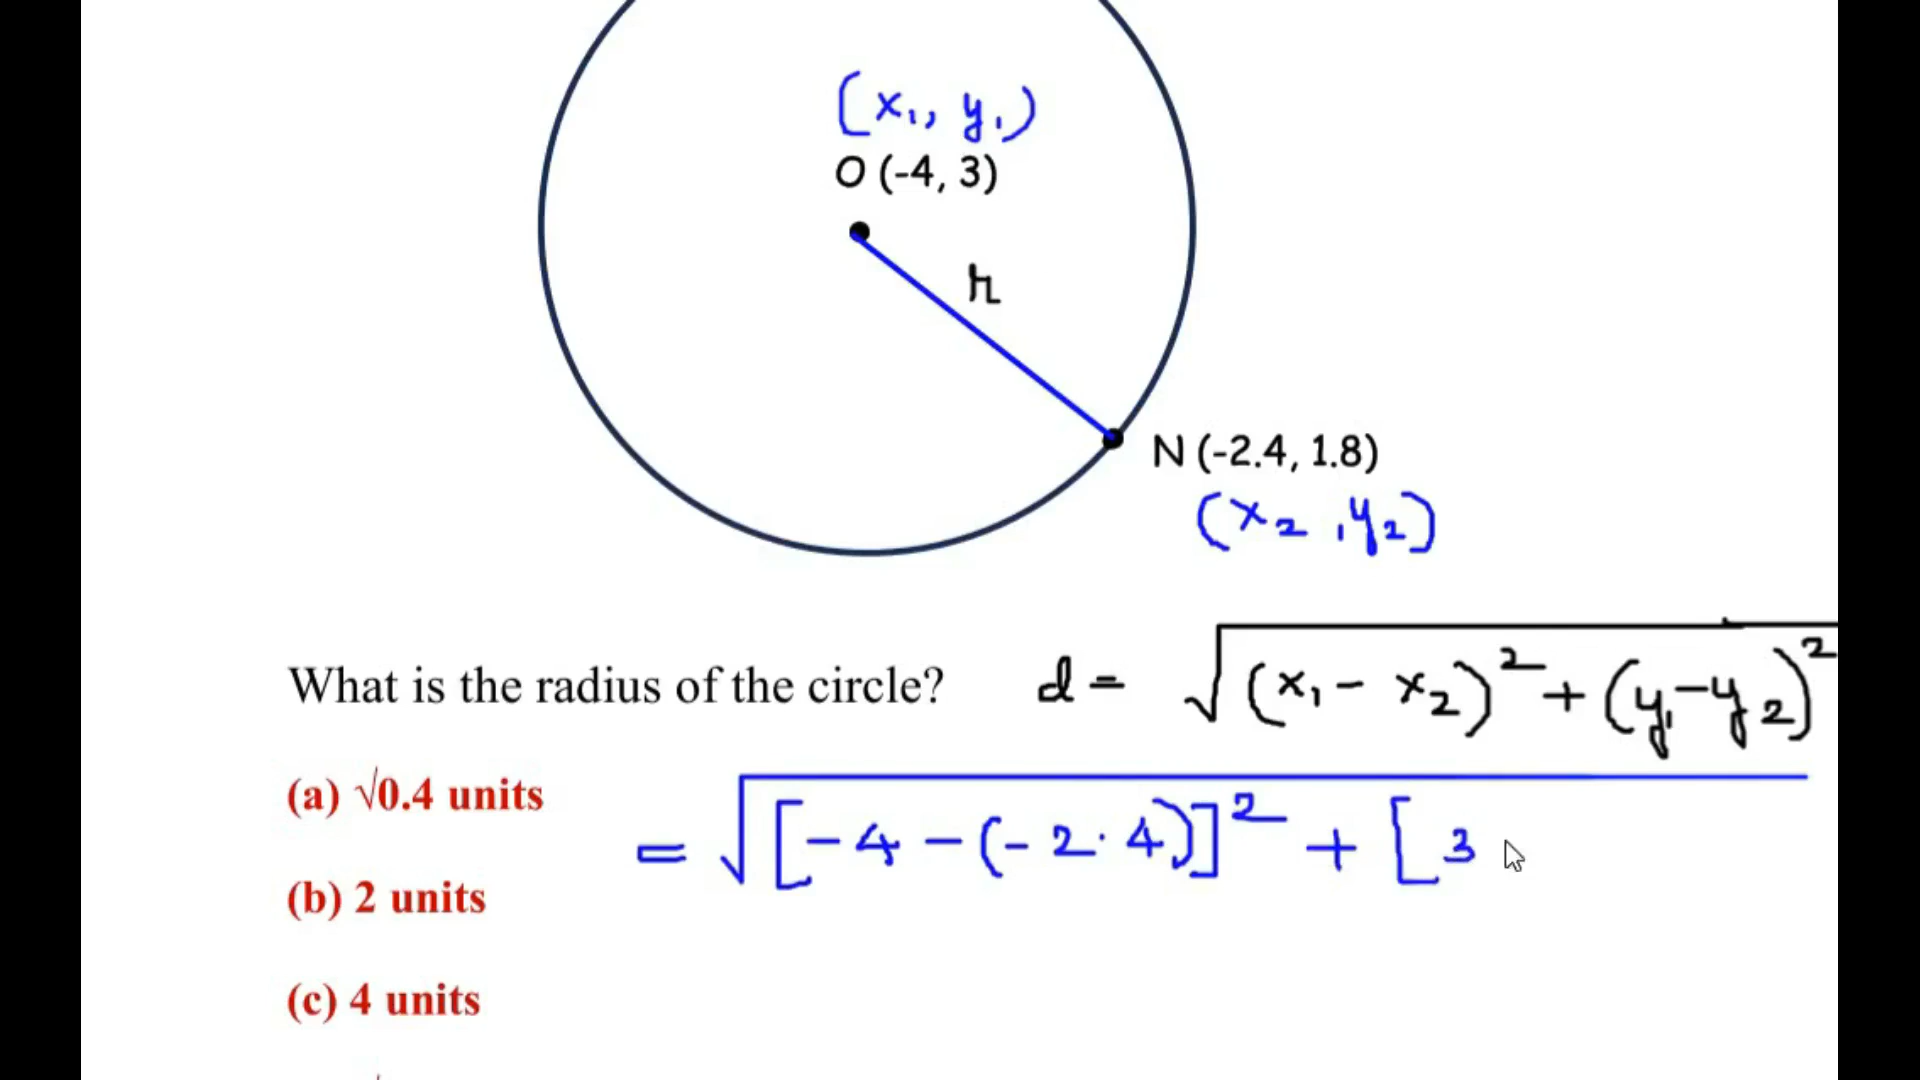 (x₁, y₁)
O (-4, 3)
r
N (-2.4, 1.8)
(x₂, y₂)
What is the radius of the circle?
d = √(x₁ - x₂)² + (y₁ - y₂)²
(a) √0.4 units
= √[-4 - (-2.4)]² + [3
(b) 2 units
(c) 4 units